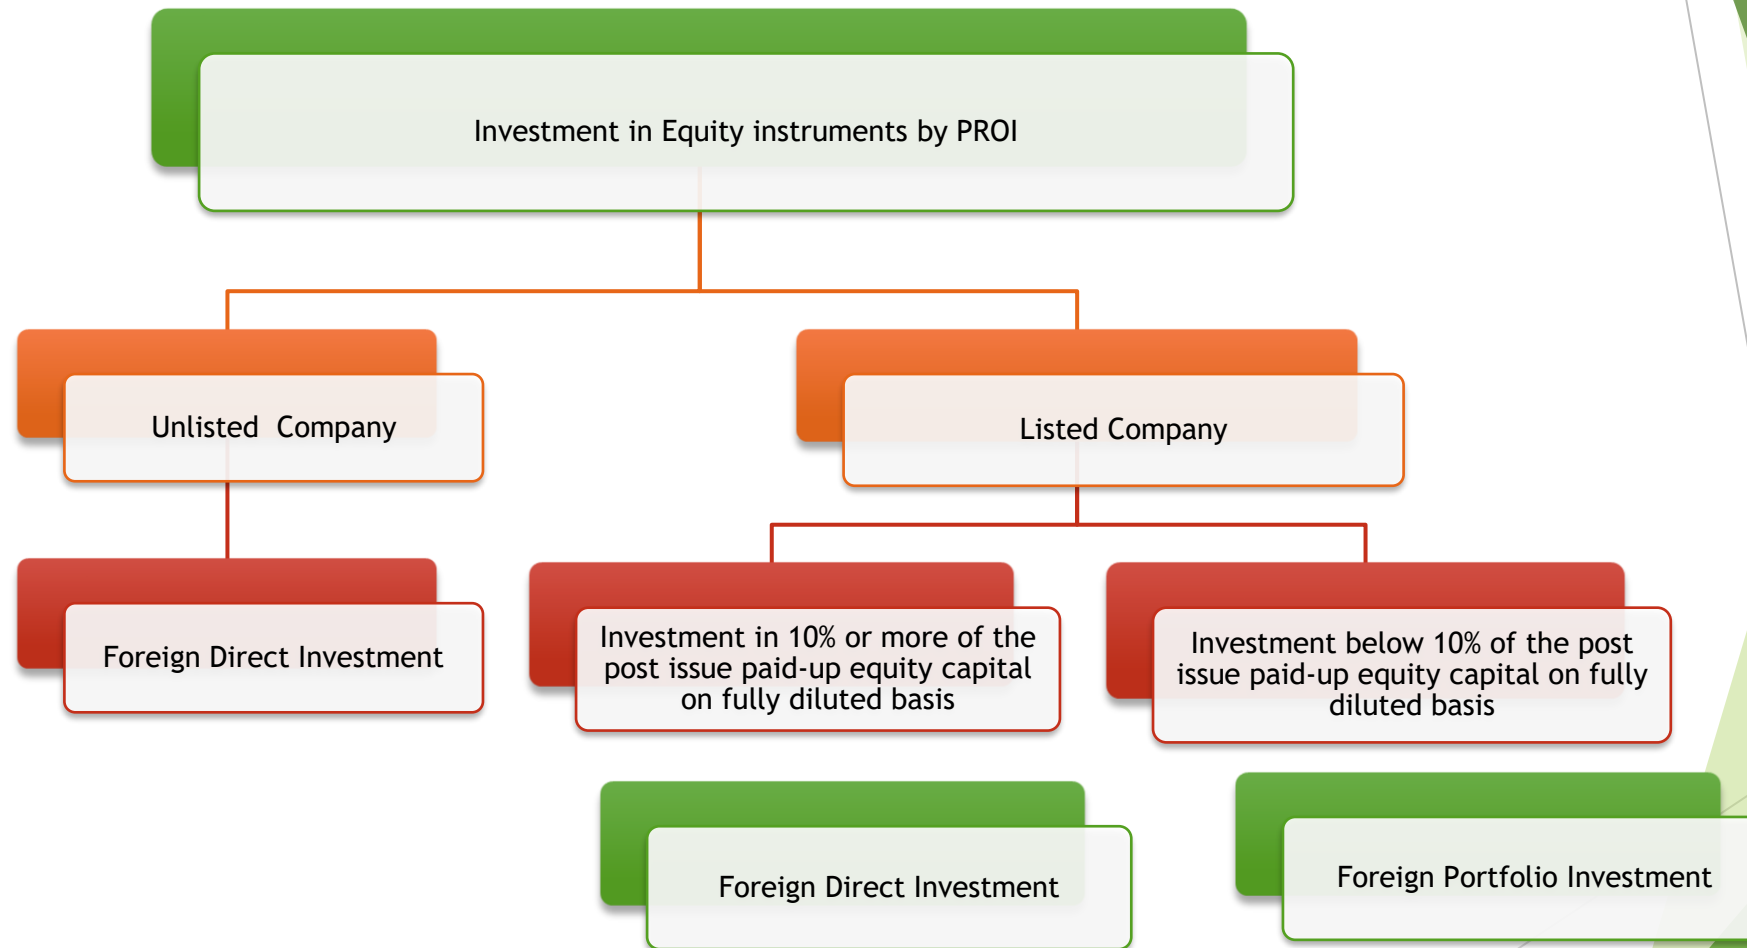 Investment in Equity instruments by PROI
Unlisted  Company
Listed Company
Foreign Direct Investment
Investment in 10% or more of the
post issue paid-up equity capital
on fully diluted basis
Investment below 10% of the post
issue paid-up equity capital on fully
diluted basis
Foreign Direct Investment
Foreign Portfolio Investment